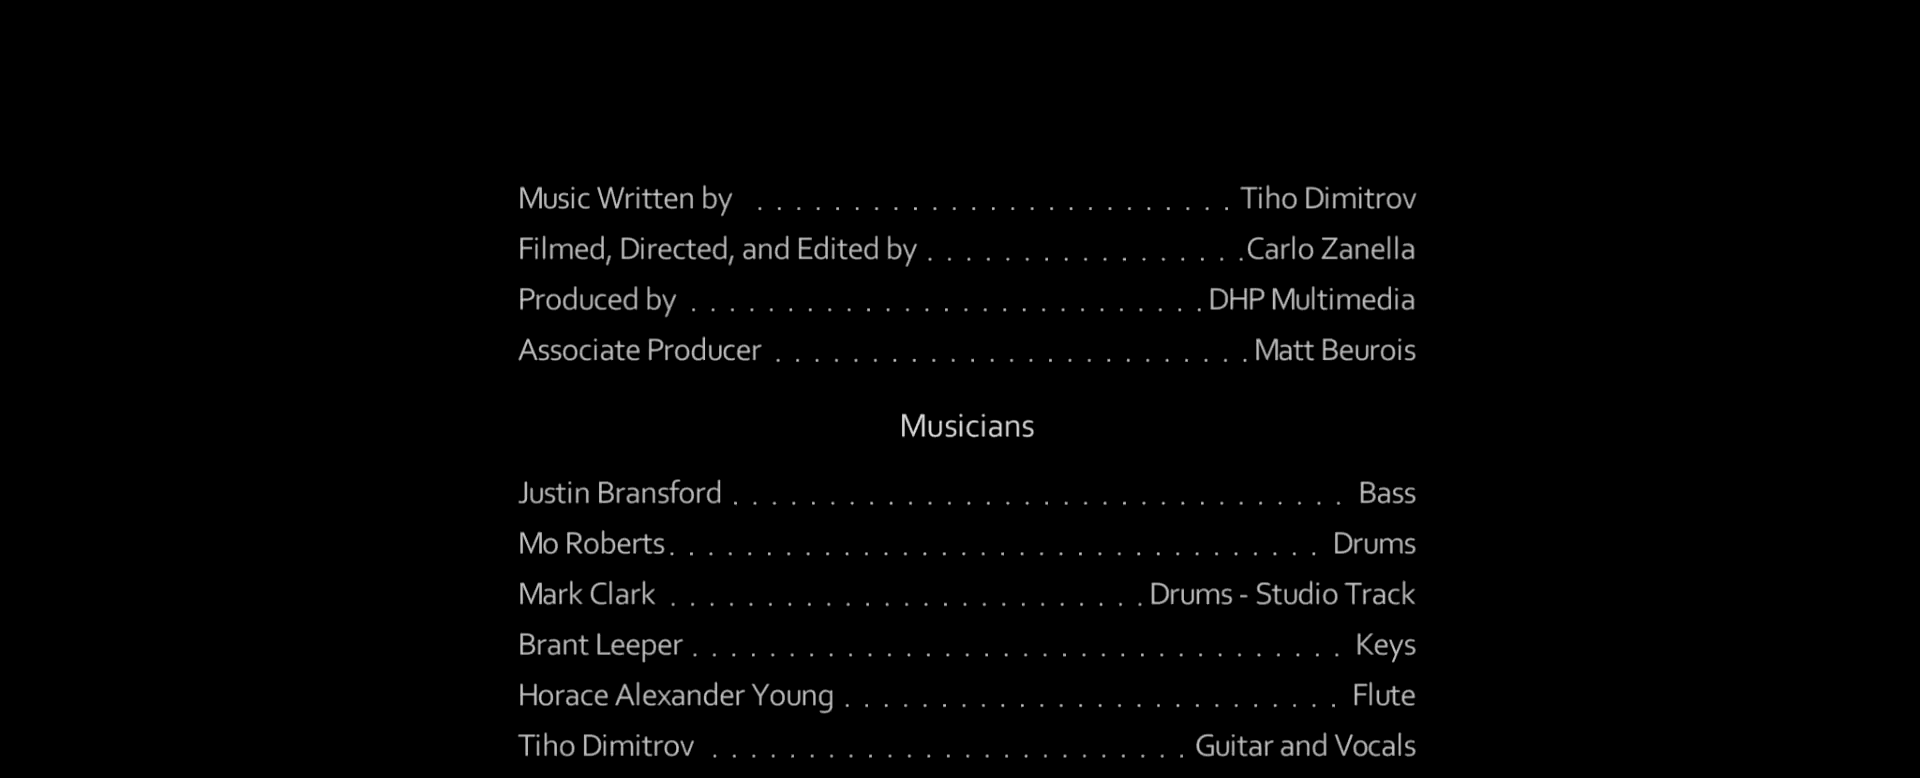 Music Written by . . . . . . . . . . . . . . . . . . . . . . . . . Tiho Dimitrov
Filmed, Directed, and Edited by . . . . . . . . . . . . . . . . . Carlo Zanella
Produced by . . . . . . . . . . . . . . . . . . . . . . . . . . . DHP Multimedia
Associate Producer . . . . . . . . . . . . . . . . . . . . . . . . . Matt Beurois
Musicians
Justin Bransford . . . . . . . . . . . . . . . . . . . . . . . . . . . . . . . . Bass
Mo Roberts . . . . . . . . . . . . . . . . . . . . . . . . . . . . . . . . . . Drums
Mark Clark . . . . . . . . . . . . . . . . . . . . . . . . . Drums - Studio Track
Brant Leeper . . . . . . . . . . . . . . . . . . . . . . . . . . . . . . . . . . Keys
Horace Alexander Young . . . . . . . . . . . . . . . . . . . . . . . . . . Flute
Tiho Dimitrov . . . . . . . . . . . . . . . . . . . . . . . . . Guitar and Vocals